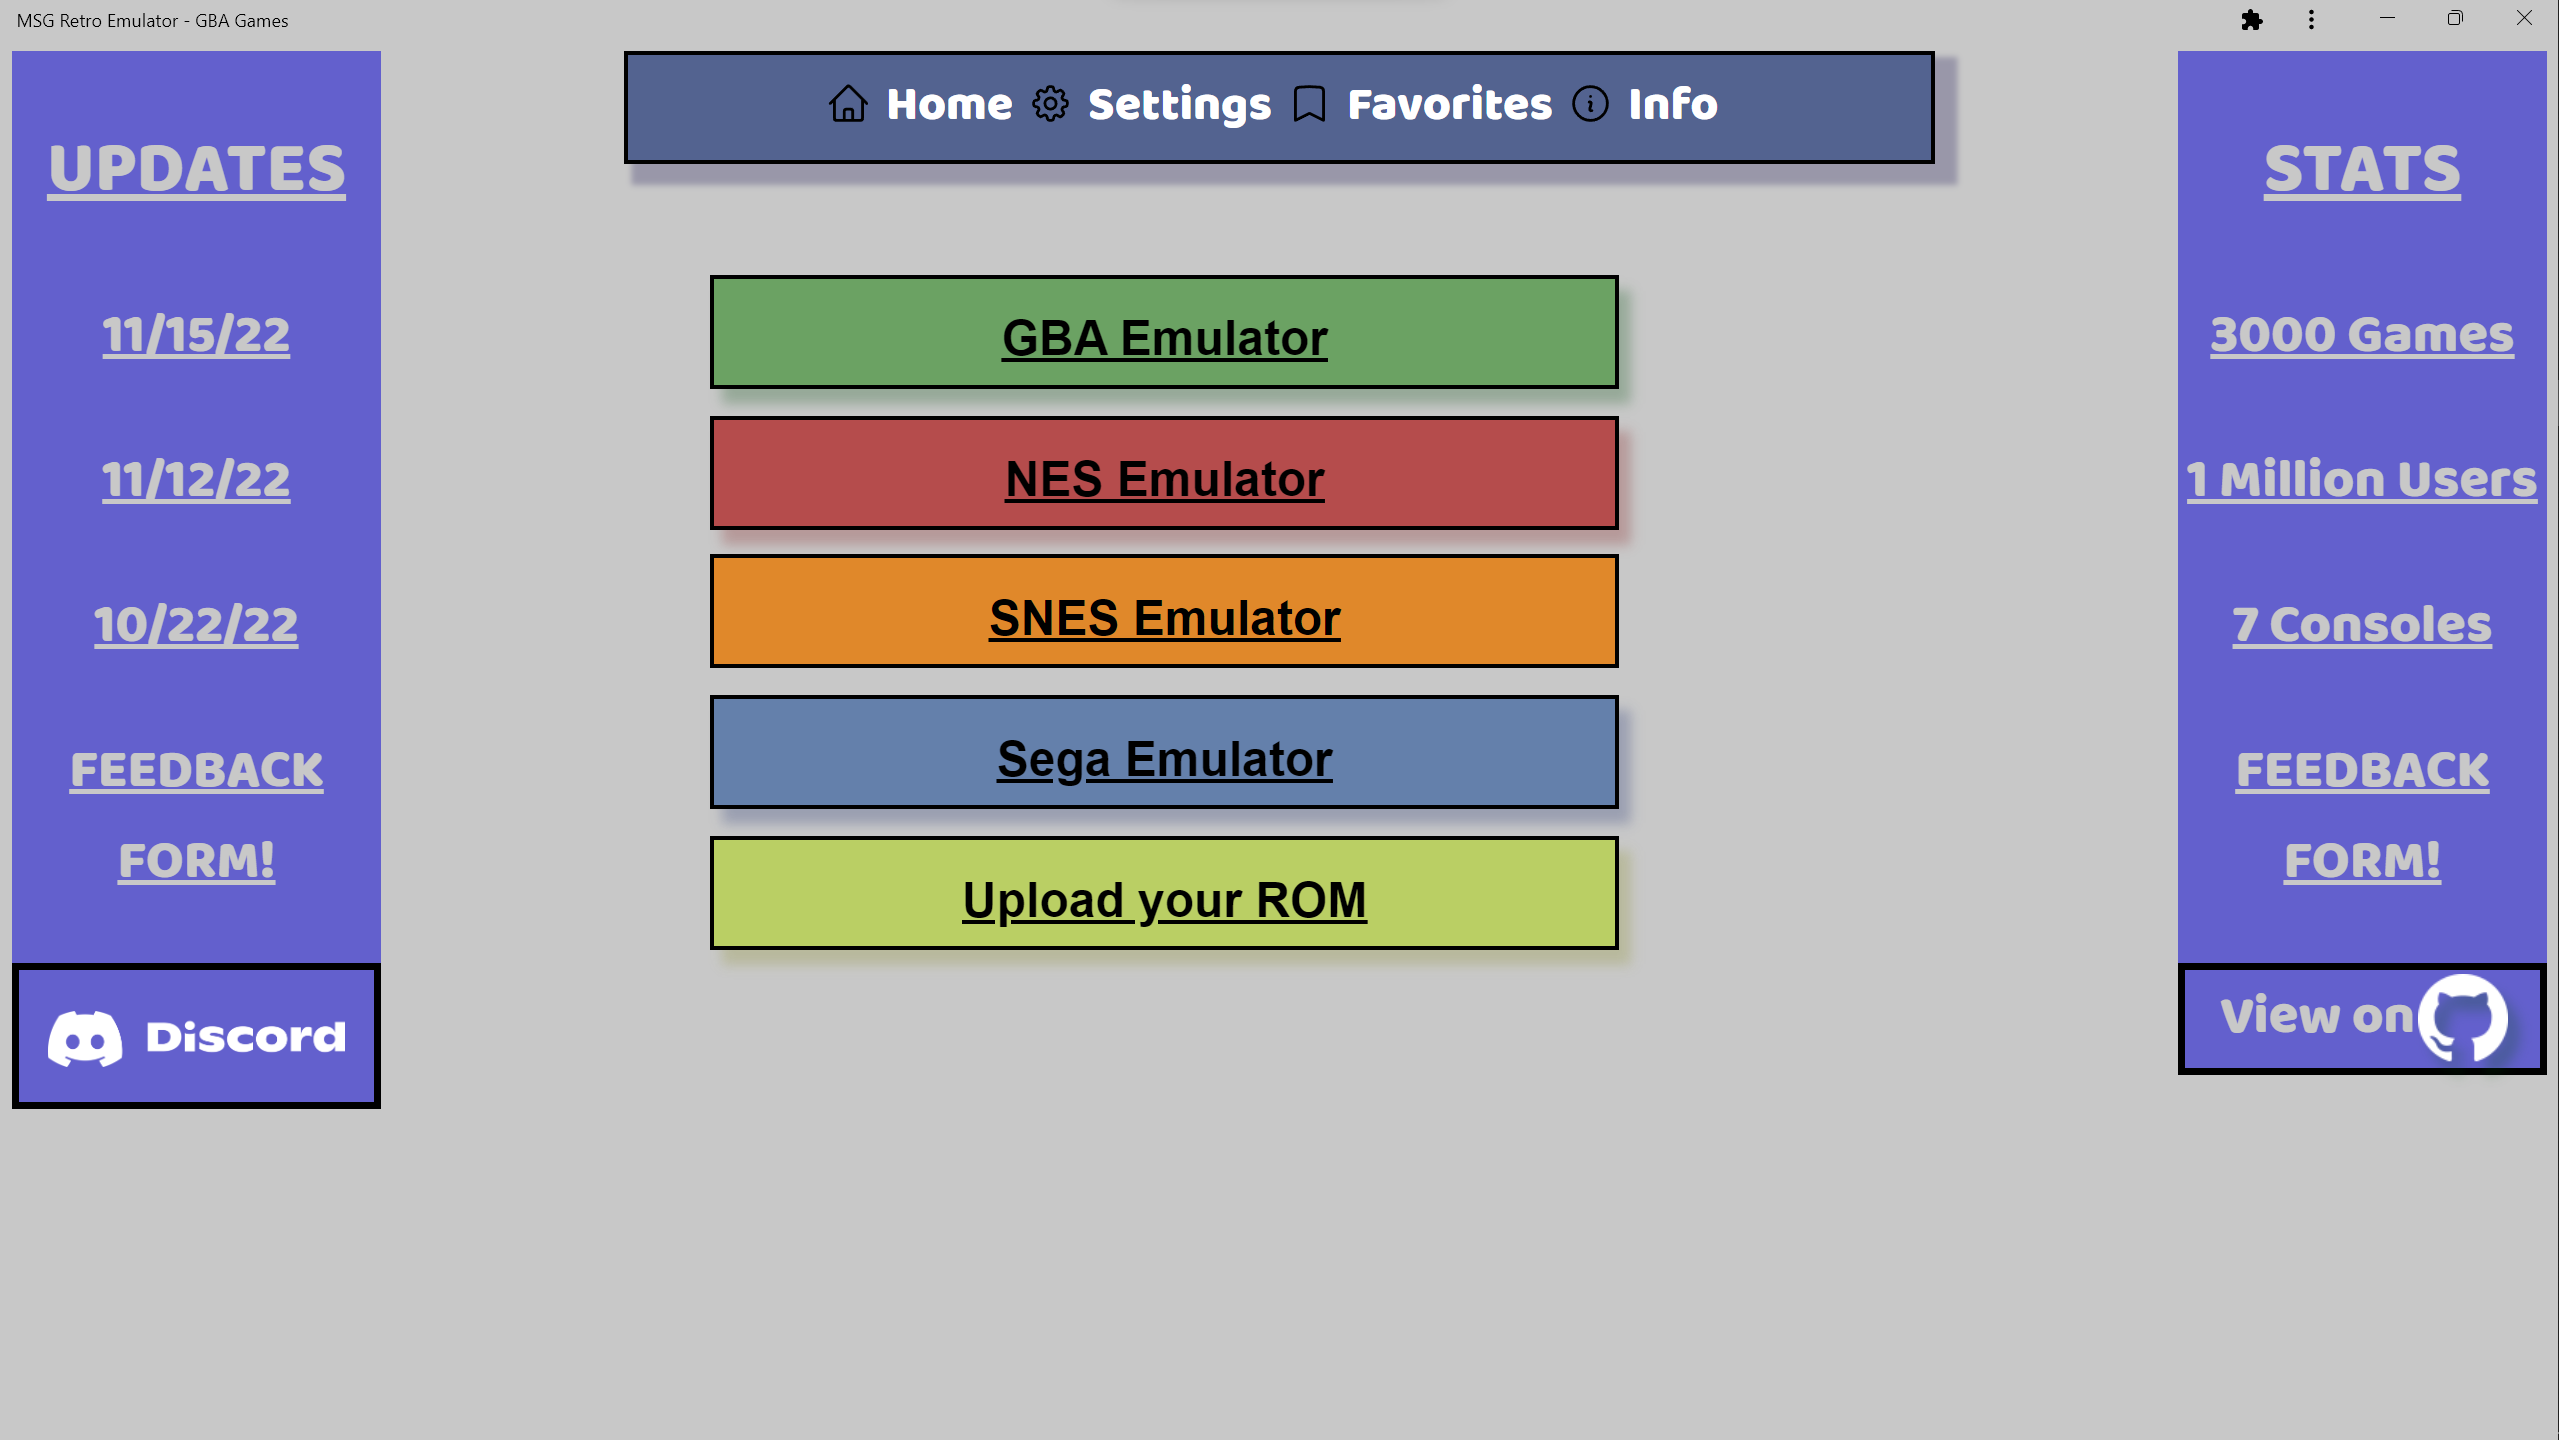 MSG Retro Emulator - GBA Games
Home Settings Favorites Info
UPDATES
11/15/22
11/12/22
10/22/22
FEEDBACK
FORM!
Discord
GBA Emulator
NES Emulator
SNES Emulator
Sega Emulator
Upload your ROM
STATS
3000 Games
1 Million Users
7 Consoles
FEEDBACK
FORM!
View on